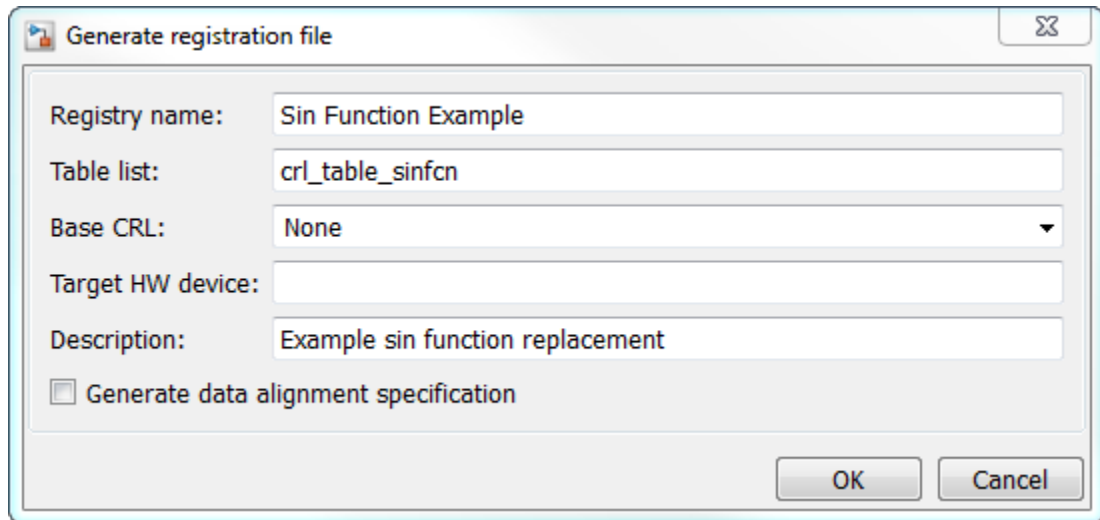 Generate registration file
Registry name: Sin Function Example
Table list: crl_table_sinfcn
Base CRL: None
Target HW device:
Description: Example sin function replacement
Generate data alignment specification
OK Cancel